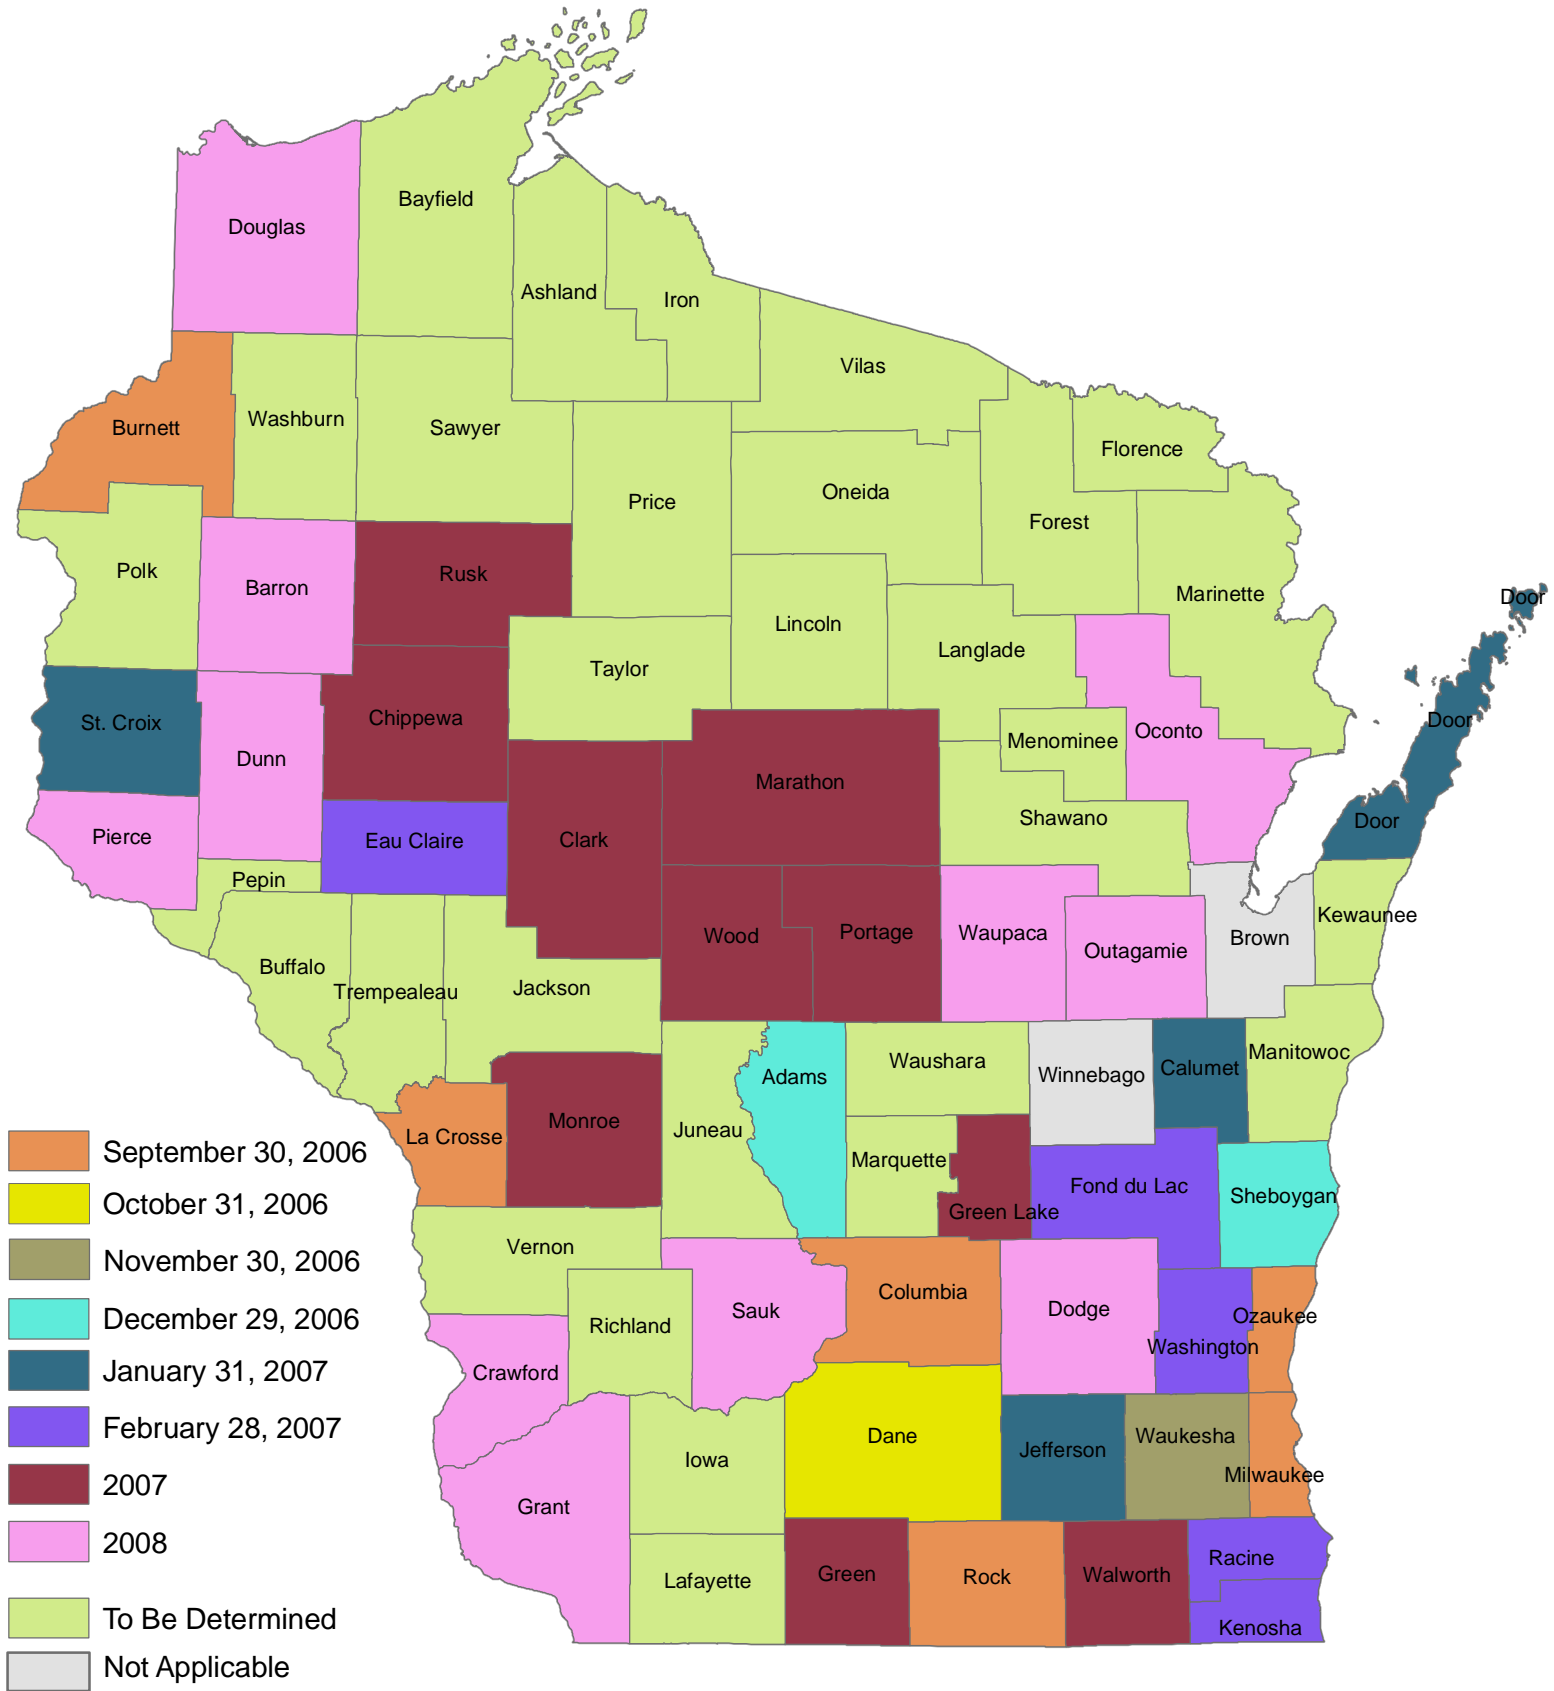 Douglas
Bayfield
Ashland
Iron
Vilas
Burnett
Washburn
Sawyer
Price
Oneida
Florence
Forest
Polk
Barron
Rusk
Lincoln
Marinette
Door
Taylor
Langlade
St. Croix
Chippewa
Dunn
Marathon
Menominee
Oconto
Door
Pierce
Eau Claire
Clark
Shawano
Door
Pepin
Wood
Portage
Waupaca
Outagamie
Brown
Kewaunee
Buffalo
Trempealeau
Jackson
Adams
Waushara
Winnebago
Calumet
Manitowoc
La Crosse
Monroe
Juneau
Marquette
Green Lake
Fond du Lac
Sheboygan
Vernon
Richland
Sauk
Columbia
Dodge
Washington
Ozaukee
Crawford
Grant
Iowa
Dane
Jefferson
Waukesha
Milwaukee
Lafayette
Green
Rock
Walworth
Racine
Kenosha
September 30, 2006
October 31, 2006
November 30, 2006
December 29, 2006
January 31, 2007
February 28, 2007
2007
2008
To Be Determined
Not Applicable